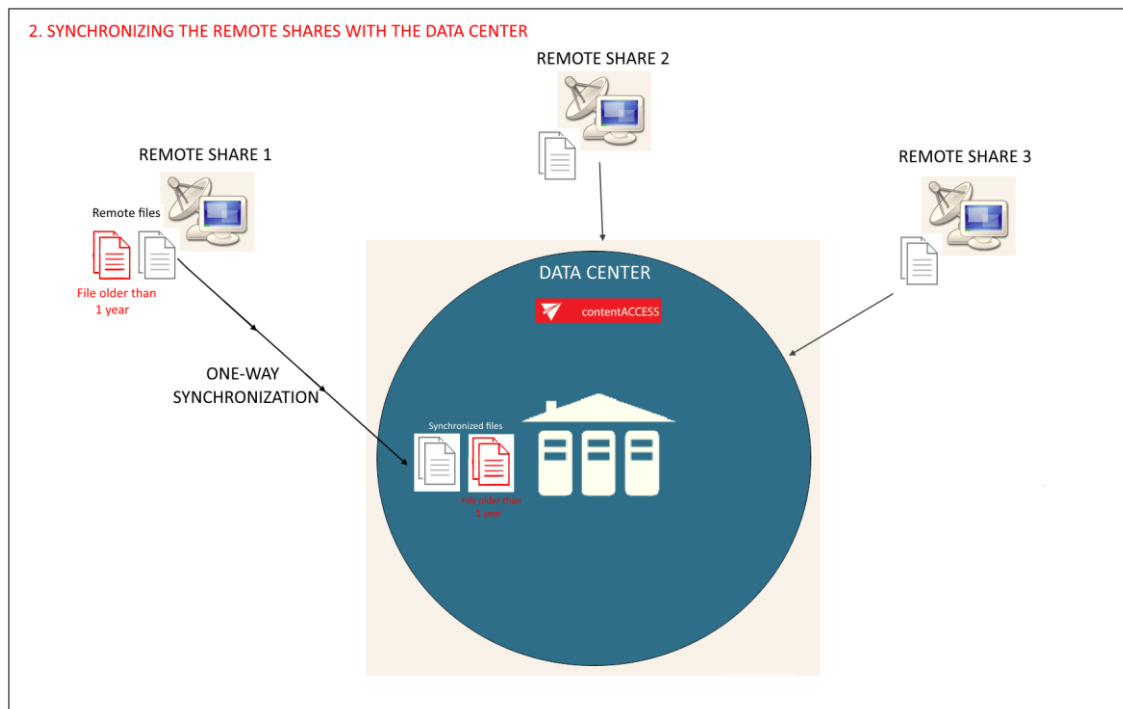 2. SYNCHRONIZING THE REMOTE SHARES WITH THE DATA CENTER
REMOTE SHARE 2
REMOTE SHARE 1
REMOTE SHARE 3
Remote files
File older than
1 year
DATA CENTER
contentACCESS
ONE-WAY
SYNCHRONIZATION
Synchronized files
File older than
1 year